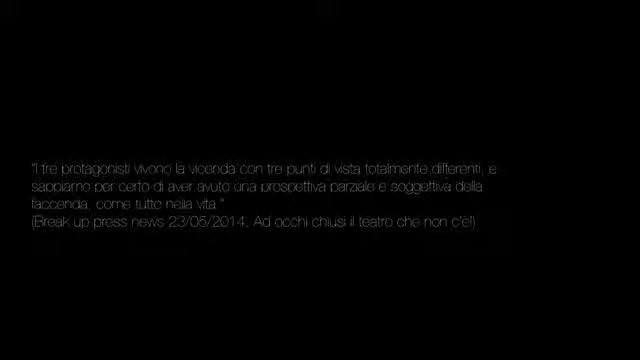 "I tre protagonisti vivono la vicenda con tre punti di vista totalmente differenti, e
sappiamo per certo di aver avuto una prospettiva parziale e soggettiva della
faccenda, come tutto nella vita."
(Break up press news 23/05/2014, Ad occhi chiusi il teatro che non c'è!)